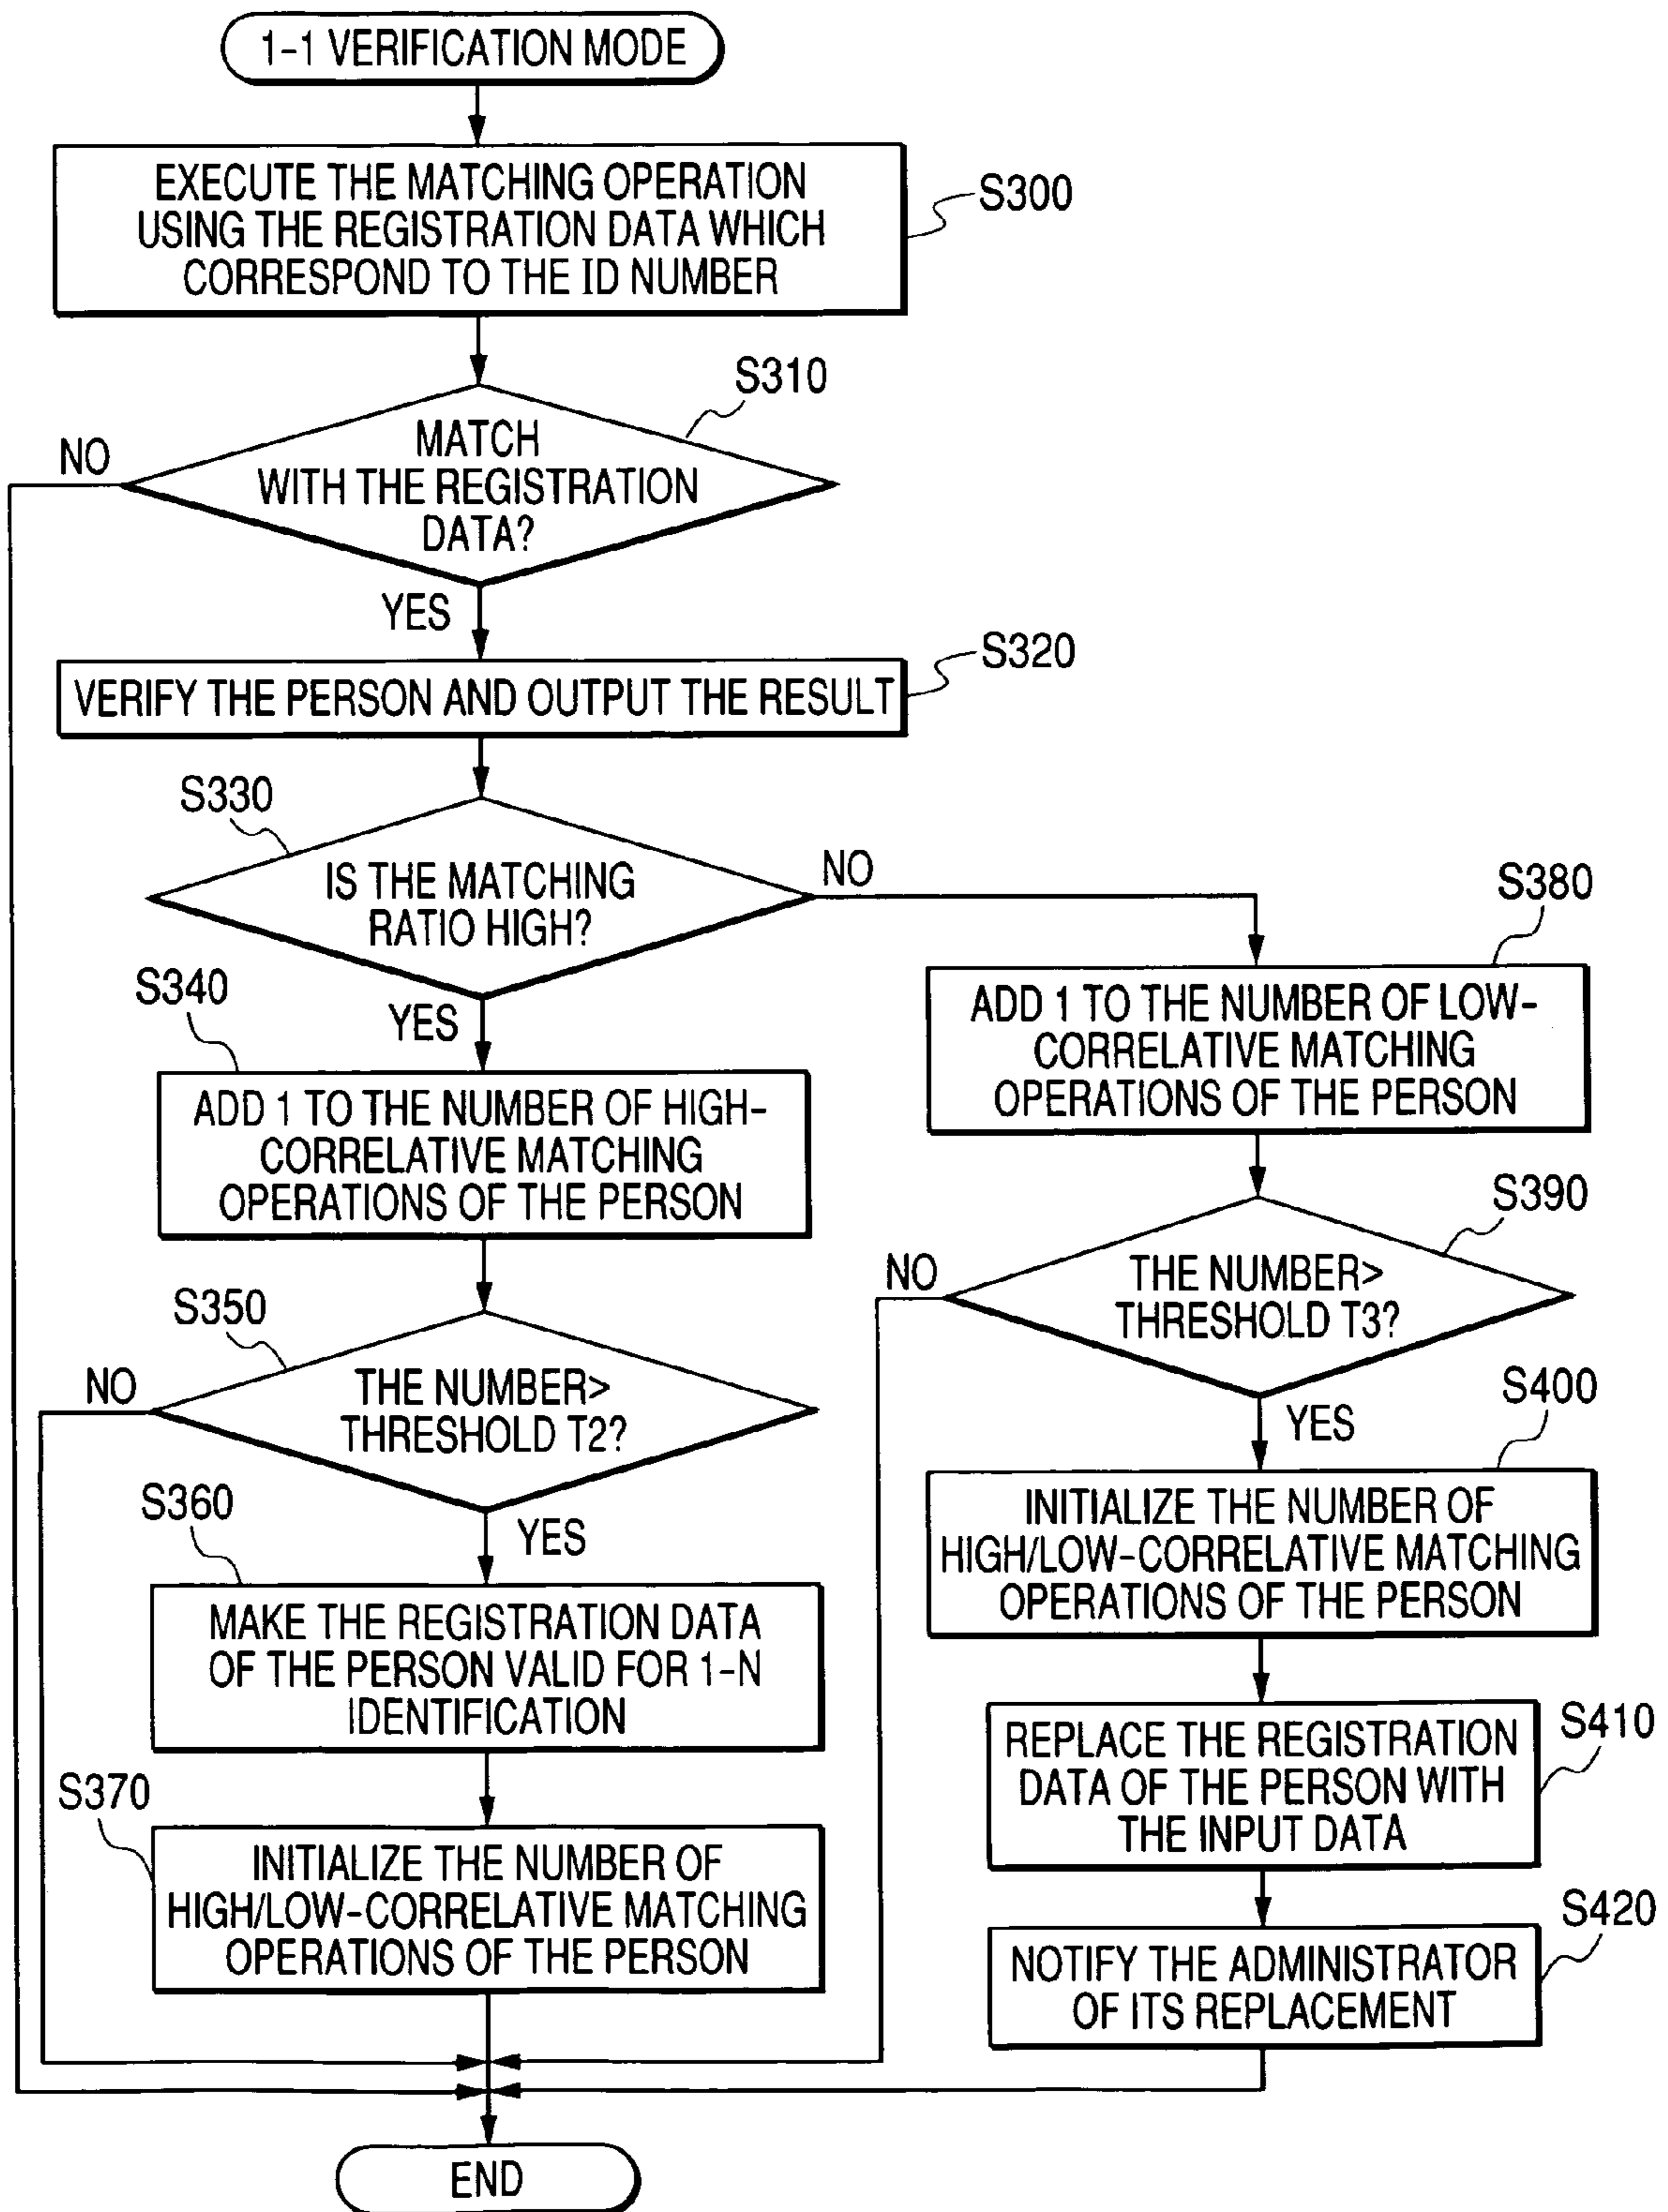 1-1 VERIFICATION MODE
EXECUTE THE MATCHING OPERATION
USING THE REGISTRATION DATA WHICH
CORRESPOND TO THE ID NUMBER
S300
S310
MATCH
WITH THE REGISTRATION
DATA?
NO
YES
S320
VERIFY THE PERSON AND OUTPUT THE RESULT
S330
IS THE MATCHING
RATIO HIGH?
NO
YES
S340
ADD 1 TO THE NUMBER OF HIGH-
CORRELATIVE MATCHING
OPERATIONS OF THE PERSON
S350
THE NUMBER>
THRESHOLD T2?
NO
YES
S360
MAKE THE REGISTRATION DATA
OF THE PERSON VALID FOR 1-N
IDENTIFICATION
S370
INITIALIZE THE NUMBER OF
HIGH/LOW-CORRELATIVE MATCHING
OPERATIONS OF THE PERSON
S380
ADD 1 TO THE NUMBER OF LOW-
CORRELATIVE MATCHING
OPERATIONS OF THE PERSON
S390
THE NUMBER>
THRESHOLD T3?
NO
YES
S400
INITIALIZE THE NUMBER OF
HIGH/LOW-CORRELATIVE MATCHING
OPERATIONS OF THE PERSON
S410
REPLACE THE REGISTRATION
DATA OF THE PERSON WITH
THE INPUT DATA
S420
NOTIFY THE ADMINISTRATOR
OF ITS REPLACEMENT
END